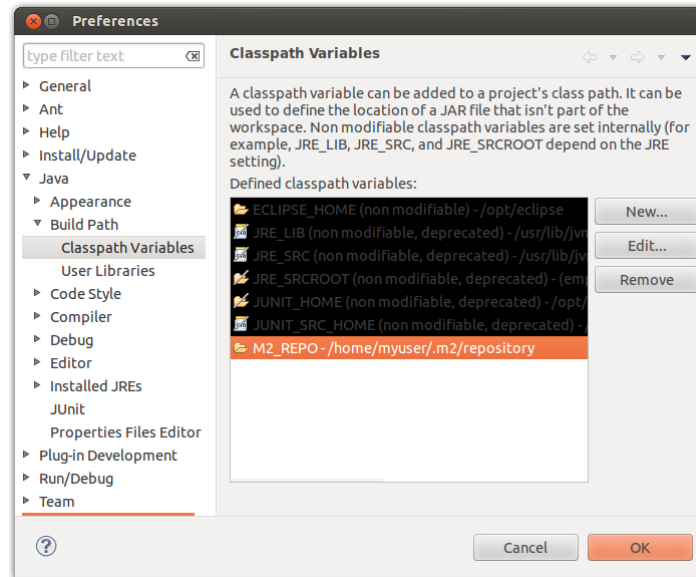 Preferences
type filter text
General
Ant
Help
Install/Update
Java
Appearance
Build Path
Classpath Variables
User Libraries
Code Style
Compiler
Debug
Editor
Installed JREs
JUnit
Properties Files Editor
Plug-in Development
Run/Debug
Team
Classpath Variables
A classpath variable can be added to a project's class path. It can be
used to define the location of a JAR file that isn't part of the
workspace. Non modifiable classpath variables are set internally (for
example, JRE_LIB, JRE_SRC, and JRE_SRCROOT depend on the JRE
setting).
Defined classpath variables:
ECLIPSE_HOME (non modifiable) - /opt/eclipse
JRE_LIB (non modifiable, deprecated) - /usr/lib/jvm
JRE_SRC (non modifiable, deprecated) - /usr/lib/jv
JRE_SRCROOT (non modifiable, deprecated) - (emp
JUNIT_HOME (non modifiable, deprecated) - /opt/
JUNIT_SRC_HOME (non modifiable, deprecated) - /
M2_REPO - /home/myuser/.m2/repository
New...
Edit...
Remove
?
Cancel
OK